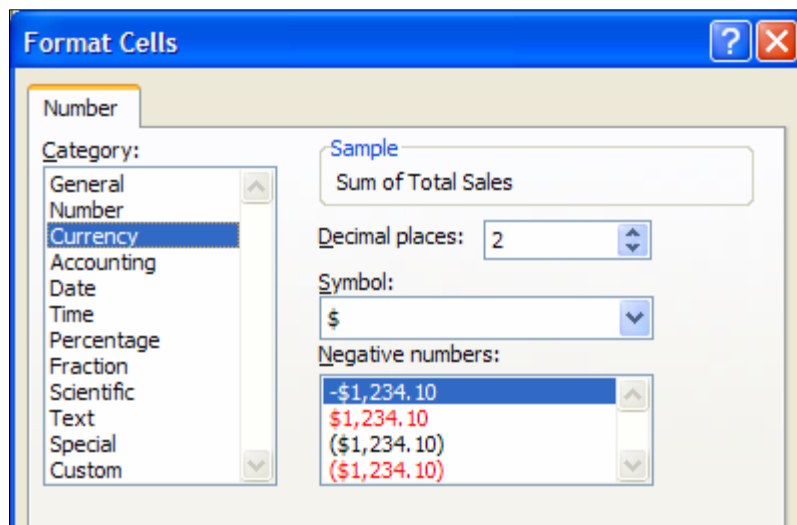 Format Cells
Number
Category:
General
Number
Currency
Accounting
Date
Time
Percentage
Fraction
Scientific
Text
Special
Custom
Sample
Sum of Total Sales
Decimal places: 2
Symbol:
$
Negative numbers:
-$1,234.10
$1,234.10
($1,234.10)
($1,234.10)